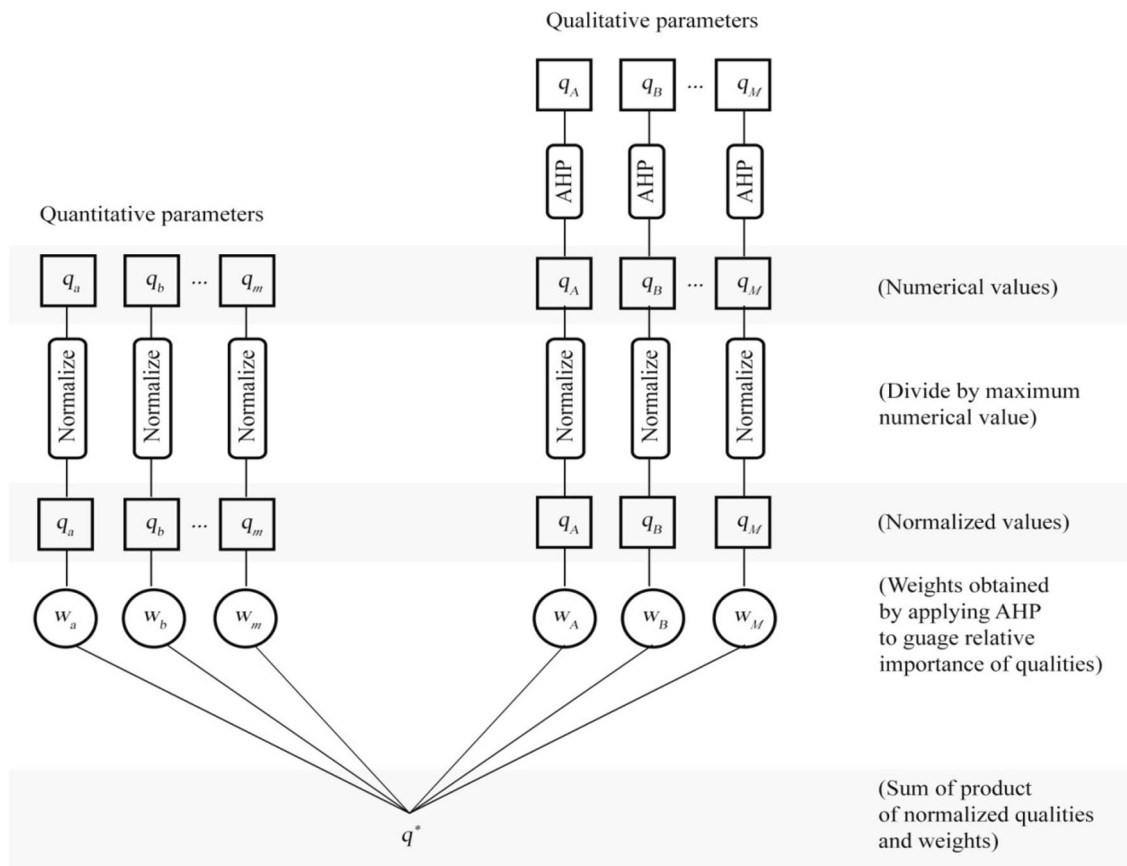 Qualitative parameters
q_A q_B ... q_M
AHP AHP AHP
Quantitative parameters
q_a q_b ... q_m q_A q_B ... q_M (Numerical values)
Normalize Normalize Normalize Normalize Normalize Normalize (Divide by maximum
numerical value)
q_a q_b ... q_m q_A q_B ... q_M (Normalized values)
w_a w_b w_m w_A w_B w_M (Weights obtained
by applying AHP
to guage relative
importance of qualities)
q* (Sum of product
of normalized qualities
and weights)